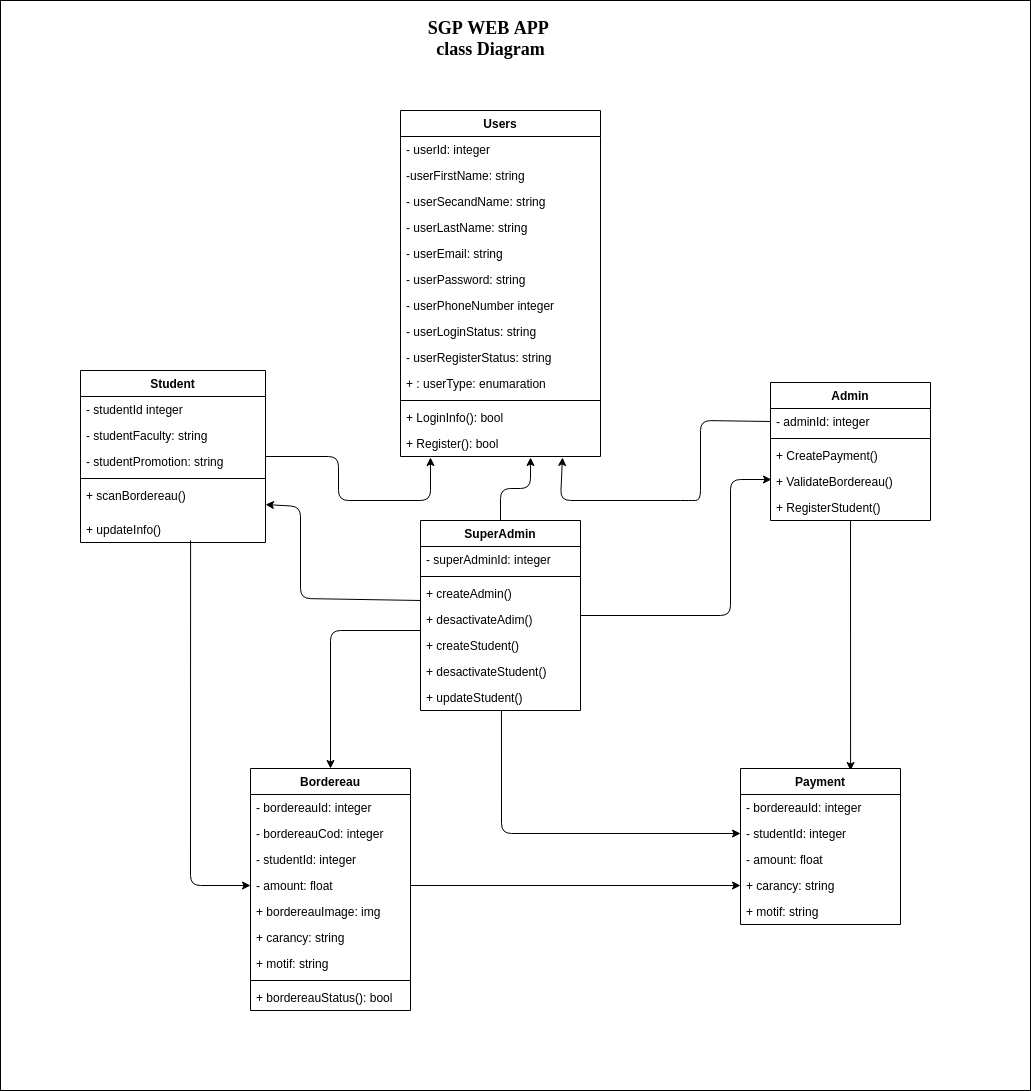 SGP WEB APP
class Diagram
Users
- userId: integer
-userFirstName: string
- userSecandName: string
- userLastName: string
- userEmail: string
- userPassword: string
- userPhoneNumber integer
- userLoginStatus: string
- userRegisterStatus: string
+ : userType: enumaration
+ LoginInfo(): bool
+ Register(): bool
Student
- studentId integer
- studentFaculty: string
- studentPromotion: string
+ scanBordereau()
+ updateInfo()
Admin
- adminId: integer
+ CreatePayment()
+ ValidateBordereau()
+ RegisterStudent()
SuperAdmin
- superAdminId: integer
+ createAdmin()
+ desactivateAdim()
+ createStudent()
+ desactivateStudent()
+ updateStudent()
Bordereau
- bordereauId: integer
- bordereauCod: integer
- studentId: integer
- amount: float
+ bordereauImage: img
+ carancy: string
+ motif: string
+ bordereauStatus(): bool
Payment
- bordereauId: integer
- studentId: integer
- amount: float
+ carancy: string
+ motif: string